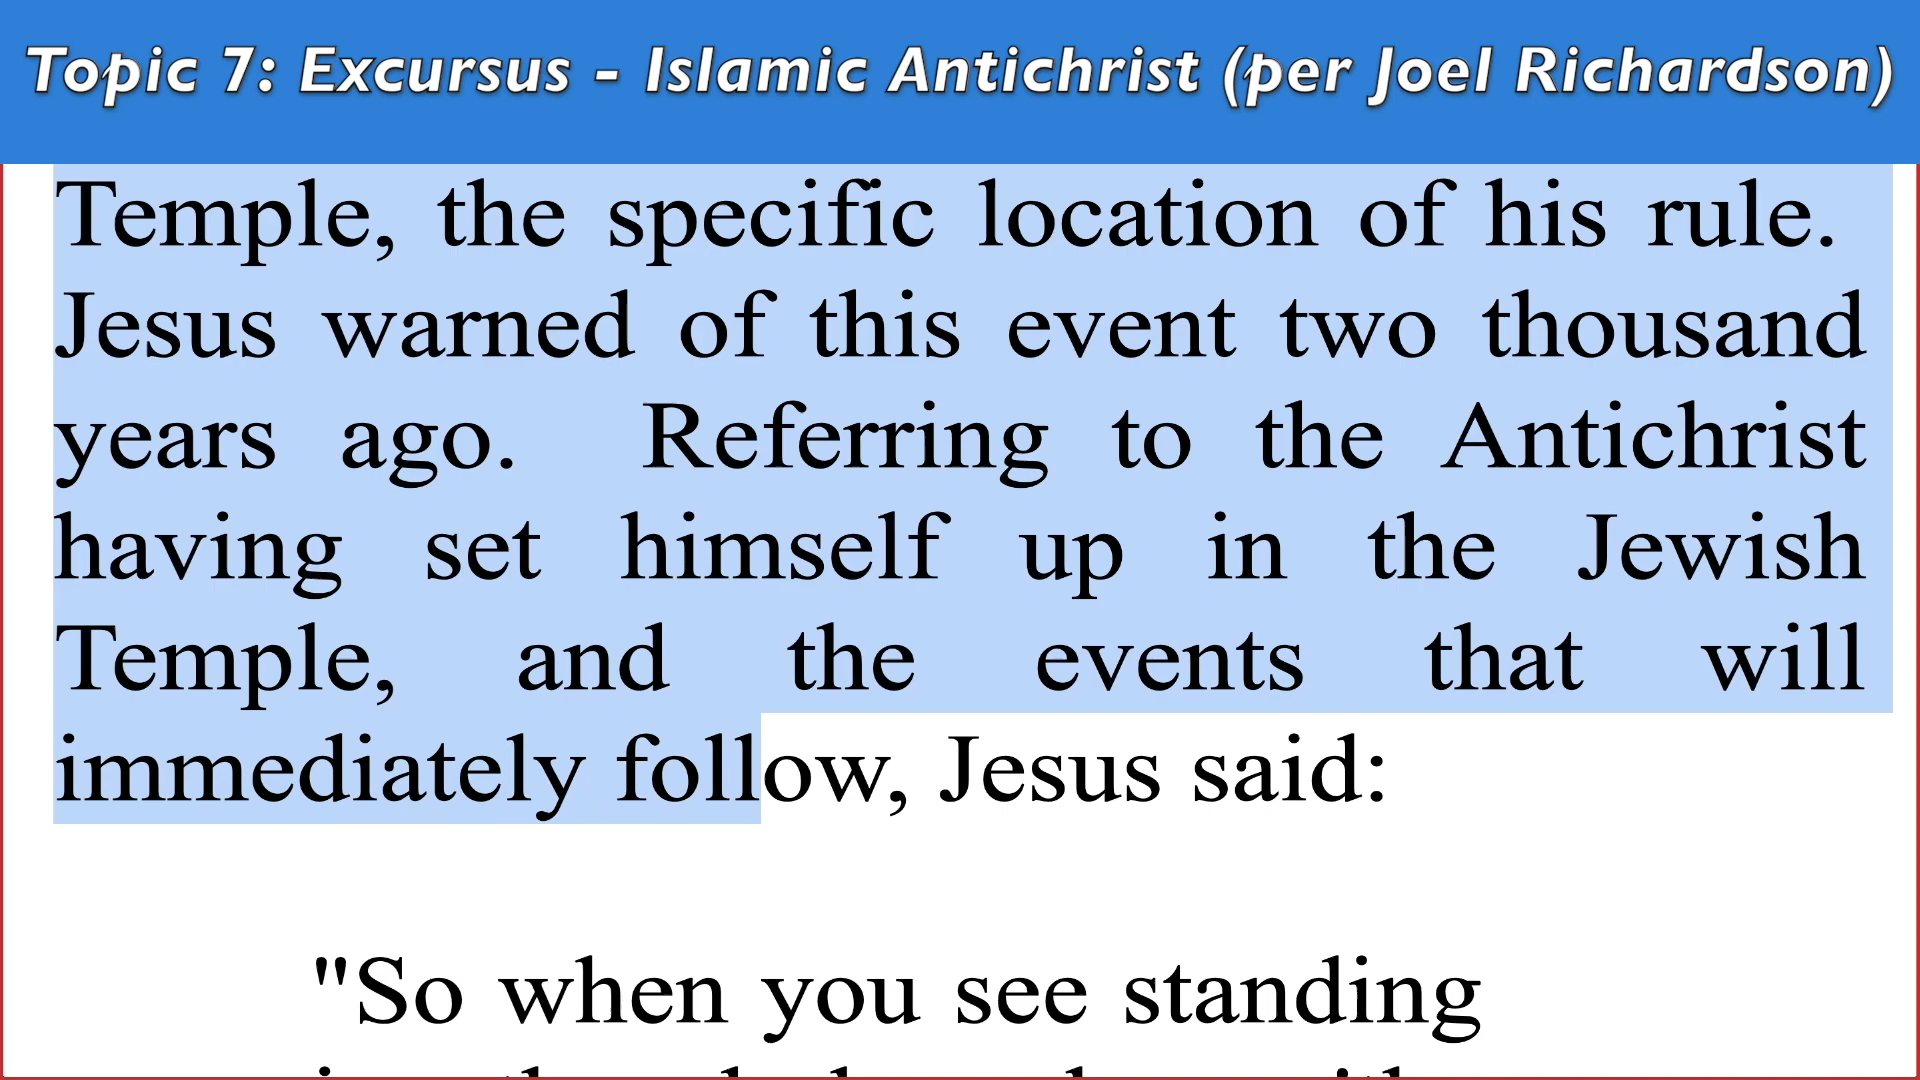 Topic 7: Excursus - Islamic Antichrist (per Joel Richardson)
Temple, the specific location of his rule.
Jesus warned of this event two thousand
years ago. Referring to the Antichrist
having set himself up in the Jewish
Temple, and the events that will
immediately follow, Jesus said:
"So when you see standing